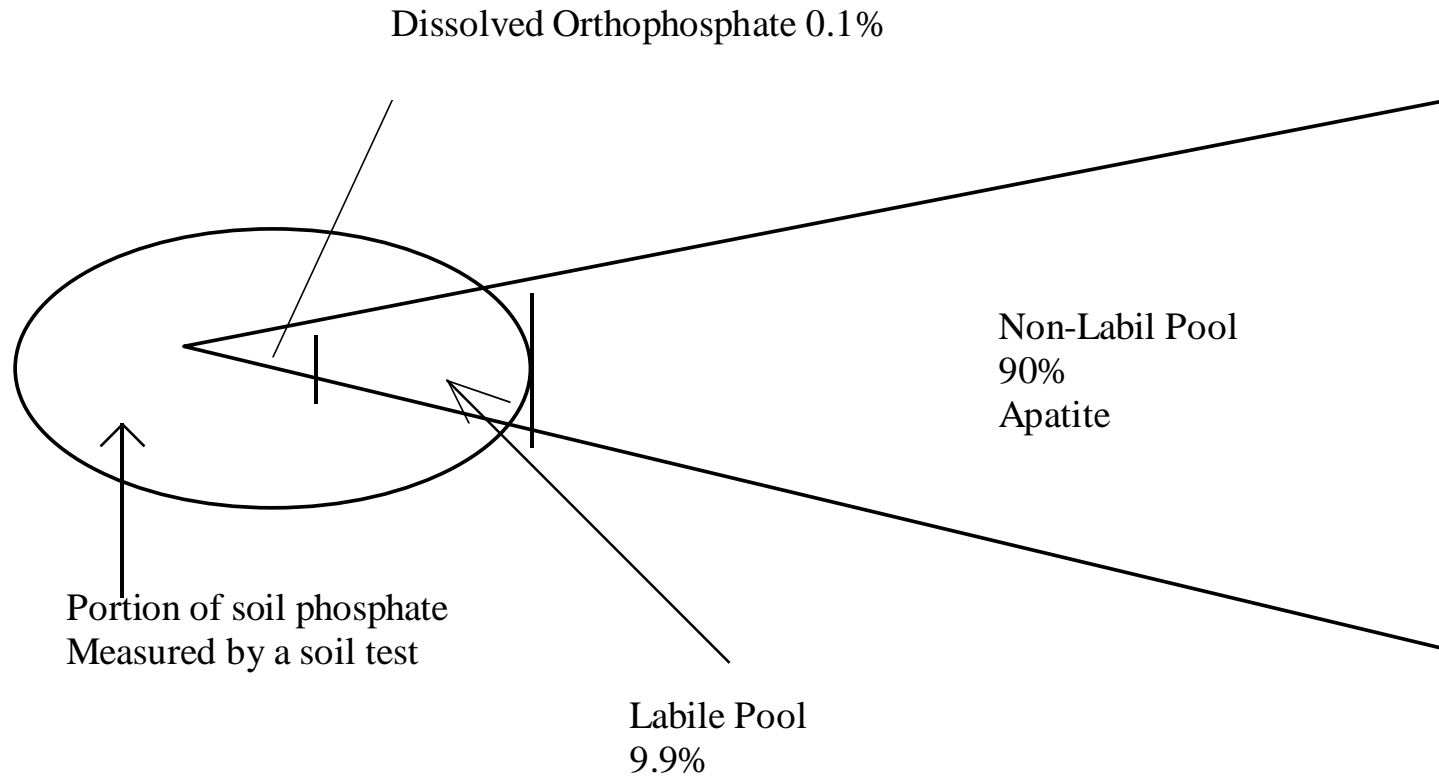 Dissolved Orthophosphate 0.1%
Non-Labil Pool
90%
Apatite
Portion of soil phosphate
Measured by a soil test
Labile Pool
9.9%